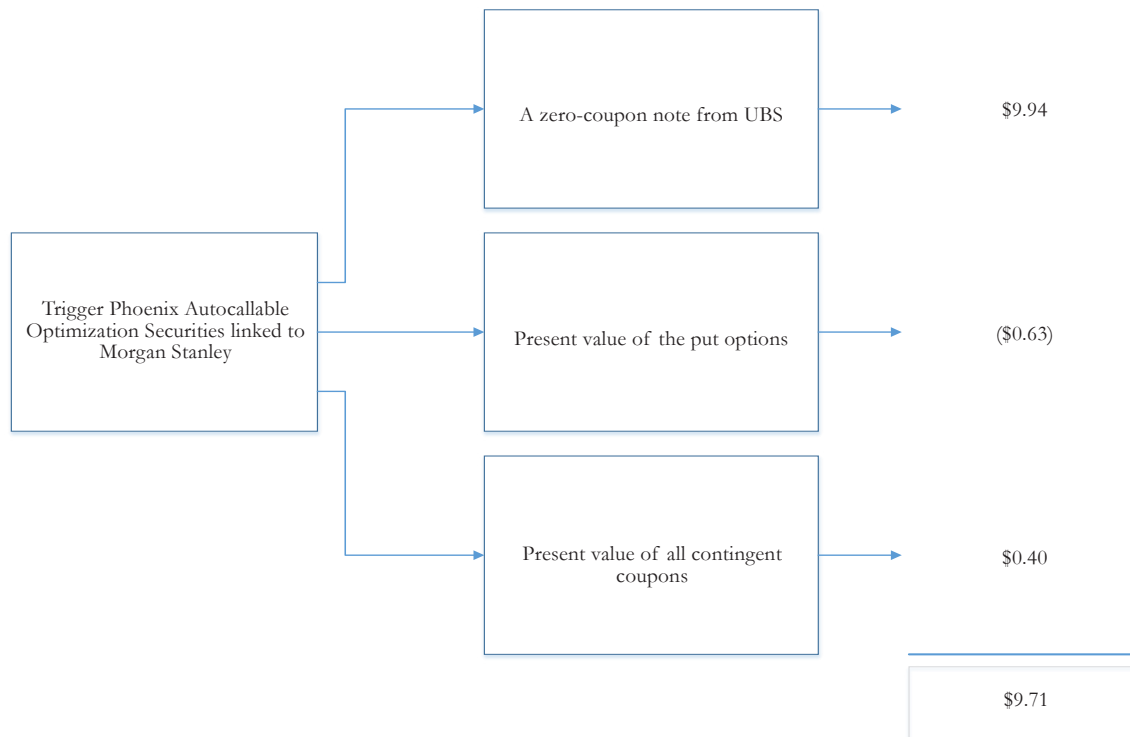 A zero-coupon note from UBS
$9.94
Trigger Phoenix Autocallable
Optimization Securities linked to
Morgan Stanley
Present value of the put options
($0.63)
Present value of all contingent
coupons
$0.40
$9.71